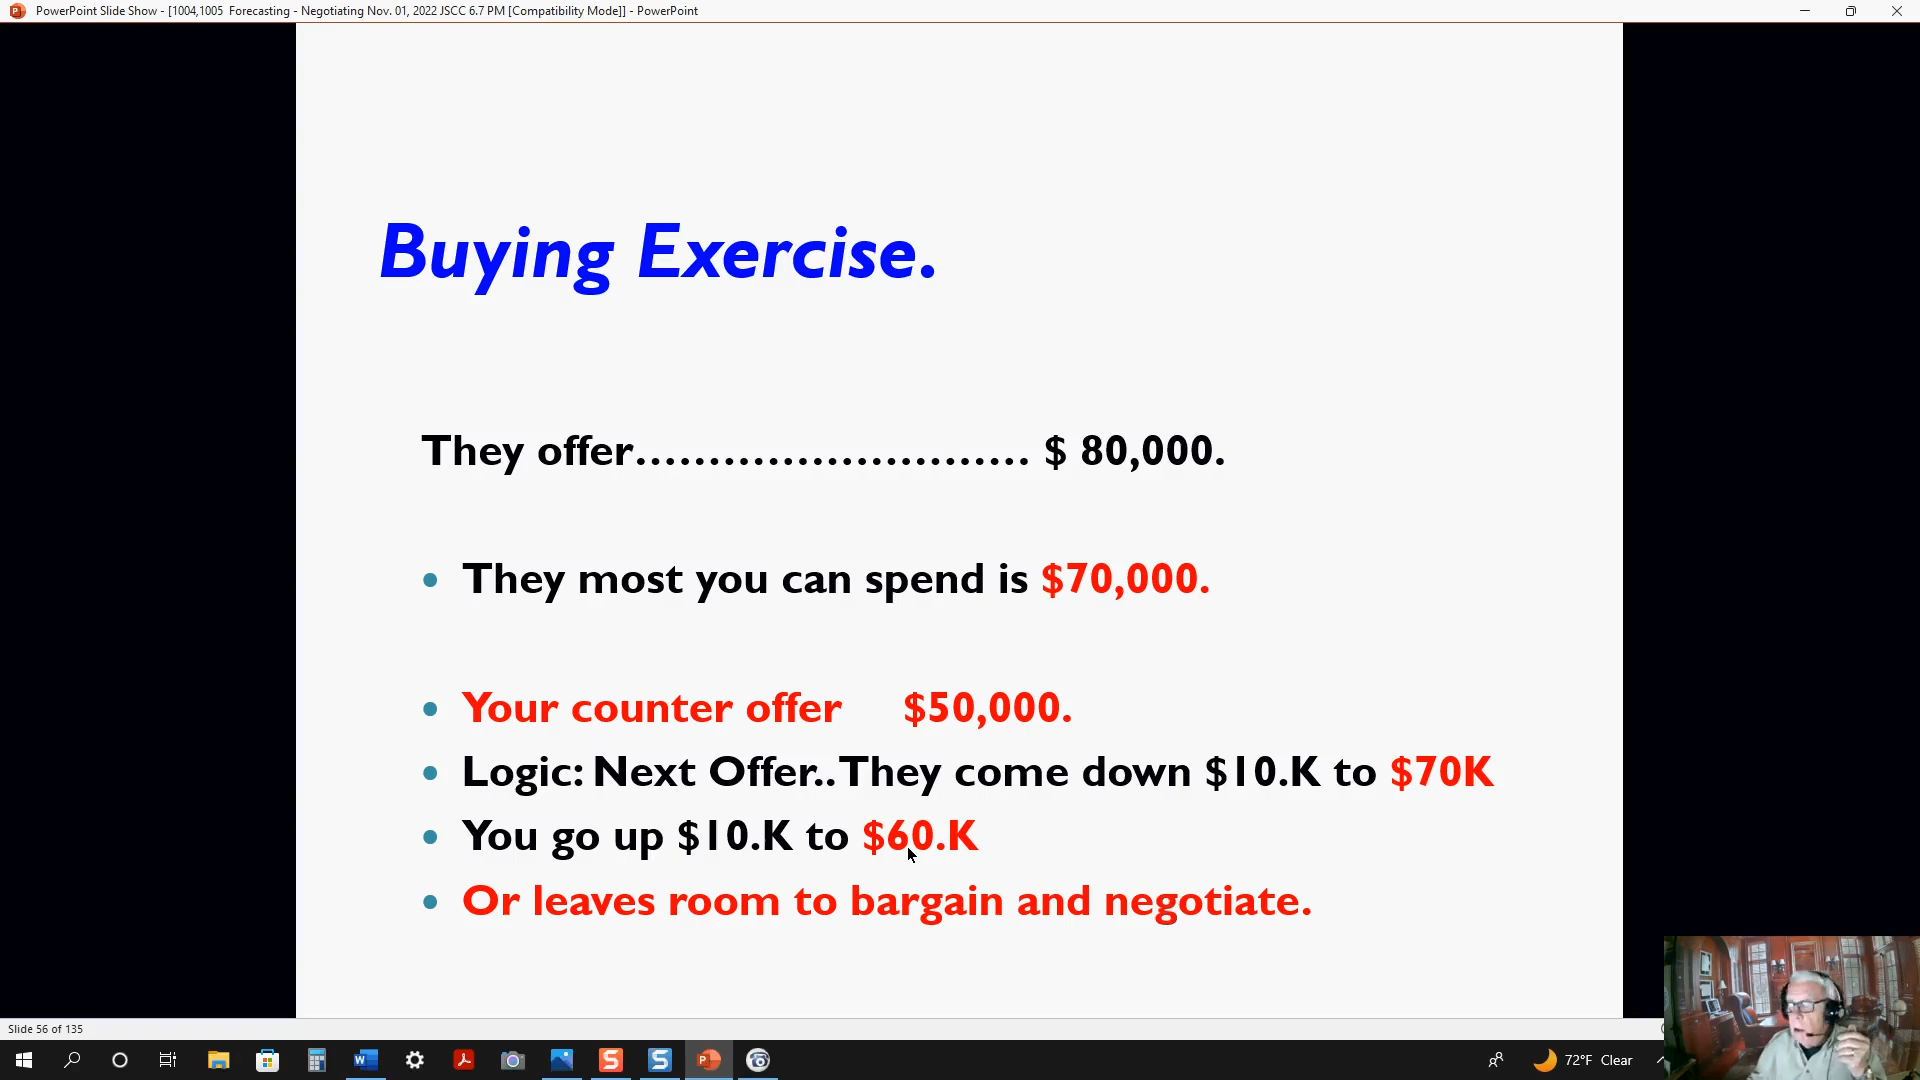 PowerPoint Slide Show - [1004,1005 Forecasting - Negotiating Nov. 01, 2022 JSCC 6.7 PM [Compatibility Mode]] - PowerPoint
Buying Exercise.
They offer……………………… $ 80,000.
• They most you can spend is $70,000.
• Your counter offer $50,000.
• Logic: Next Offer..They come down $10.K to $70K
• You go up $10.K to $60.K
• Or leaves room to bargain and negotiate.
Slide 56 of 135
72°F Clear